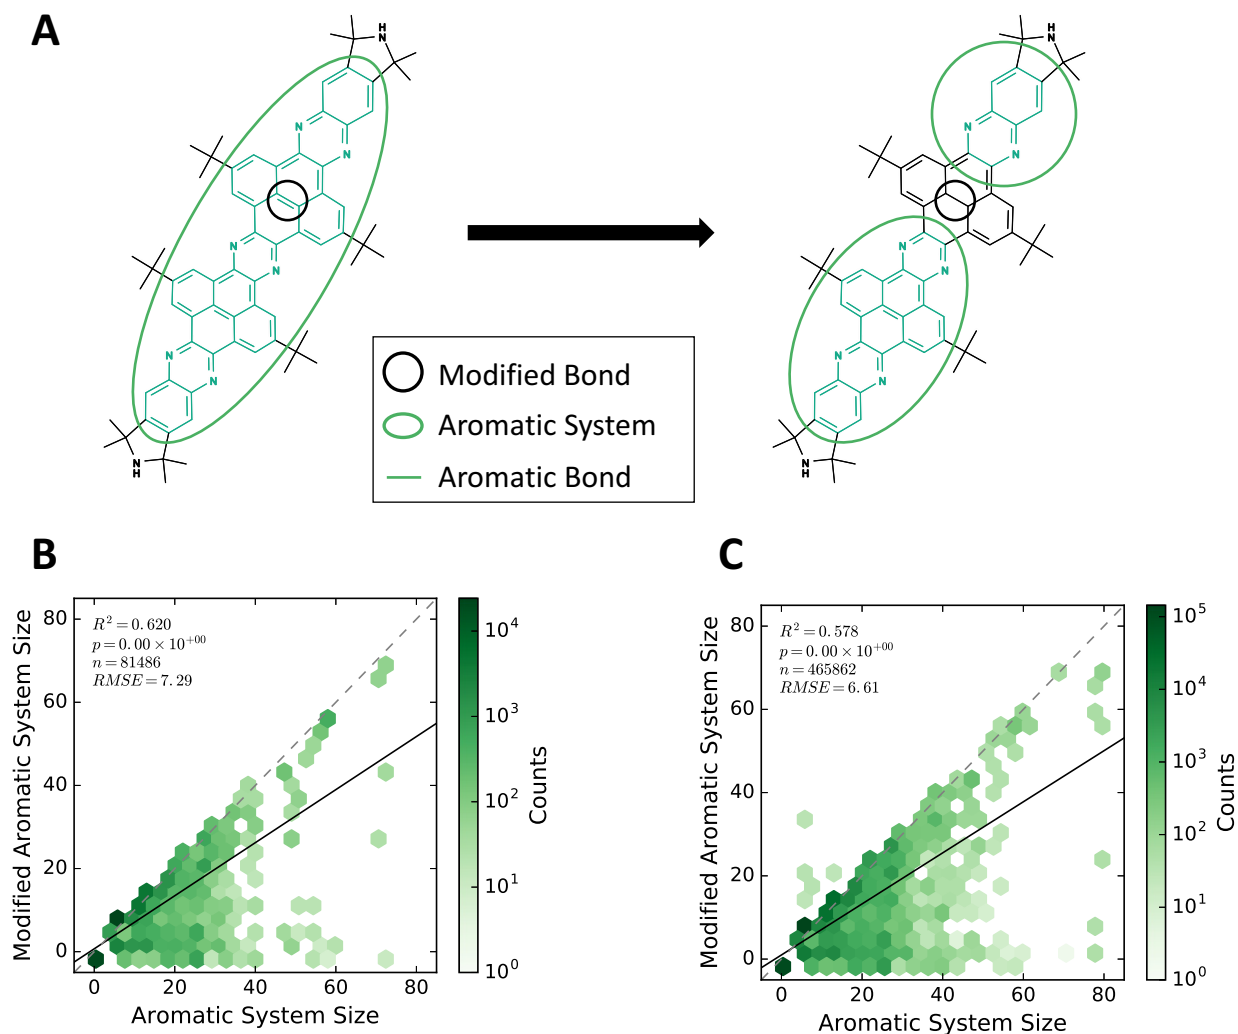 A
H
N
N
N
N
N
N
N
N
H
H
N
N
N
N
N
N
N
N
H
Modified Bond
Aromatic System
Aromatic Bond
B
80
60
40
20
0
Modified Aromatic System Size
R² = 0.620
p = 0.00 × 10⁺⁰⁰
n = 81486
RMSE = 7.29
0 20 40 60 80
Aromatic System Size
10⁴
10³
10²
10¹
10⁰
Counts
C
80
60
40
20
0
Modified Aromatic System Size
R² = 0.578
p = 0.00 × 10⁺⁰⁰
n = 465862
RMSE = 6.61
0 20 40 60 80
Aromatic System Size
10⁵
10⁴
10³
10²
10¹
10⁰
Counts